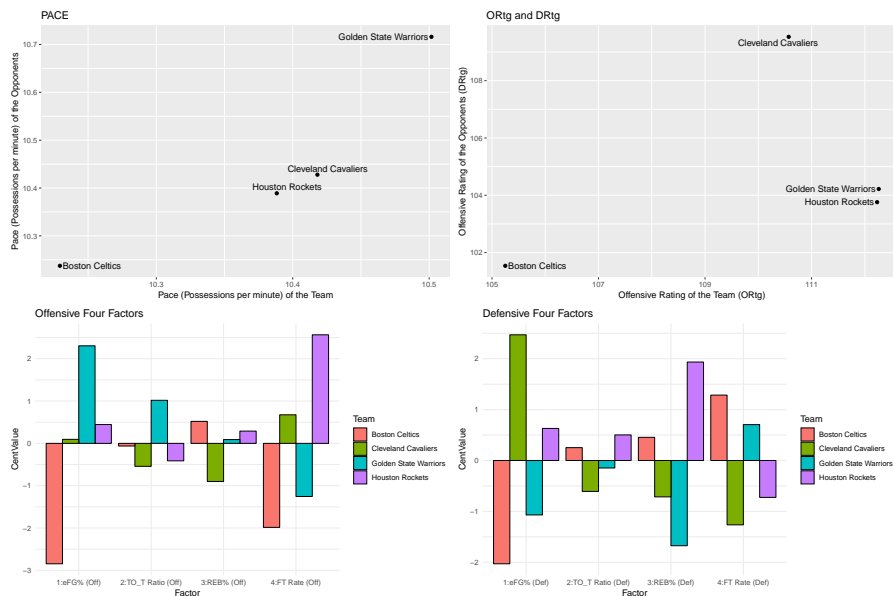 PACE
Pace (Possessions per minute) of the Opponents
10.7
10.6
10.5
10.4
10.3
Golden State Warriors
Cleveland Cavaliers
Houston Rockets
Boston Celtics
10.3
10.4
10.5
Pace (Possessions per minute) of the Team
ORtg and DRtg
Offensive Rating of the Opponents (DRtg)
108
106
104
102
Cleveland Cavaliers
Golden State Warriors
Houston Rockets
Boston Celtics
105
107
109
111
Offensive Rating of the Team (ORtg)
Offensive Four Factors
CentValue
2
1
0
−1
−2
−3
1:eFG% (Off)
2:TO_T Ratio (Off)
3:REB% (Off)
4:FT Rate (Off)
Factor
Team
Boston Celtics
Cleveland Cavaliers
Golden State Warriors
Houston Rockets
Defensive Four Factors
CentValue
2
1
0
−1
−2
1:eFG% (Def)
2:TO_T Ratio (Def)
3:REB% (Def)
4:FT Rate (Def)
Factor
Team
Boston Celtics
Cleveland Cavaliers
Golden State Warriors
Houston Rockets